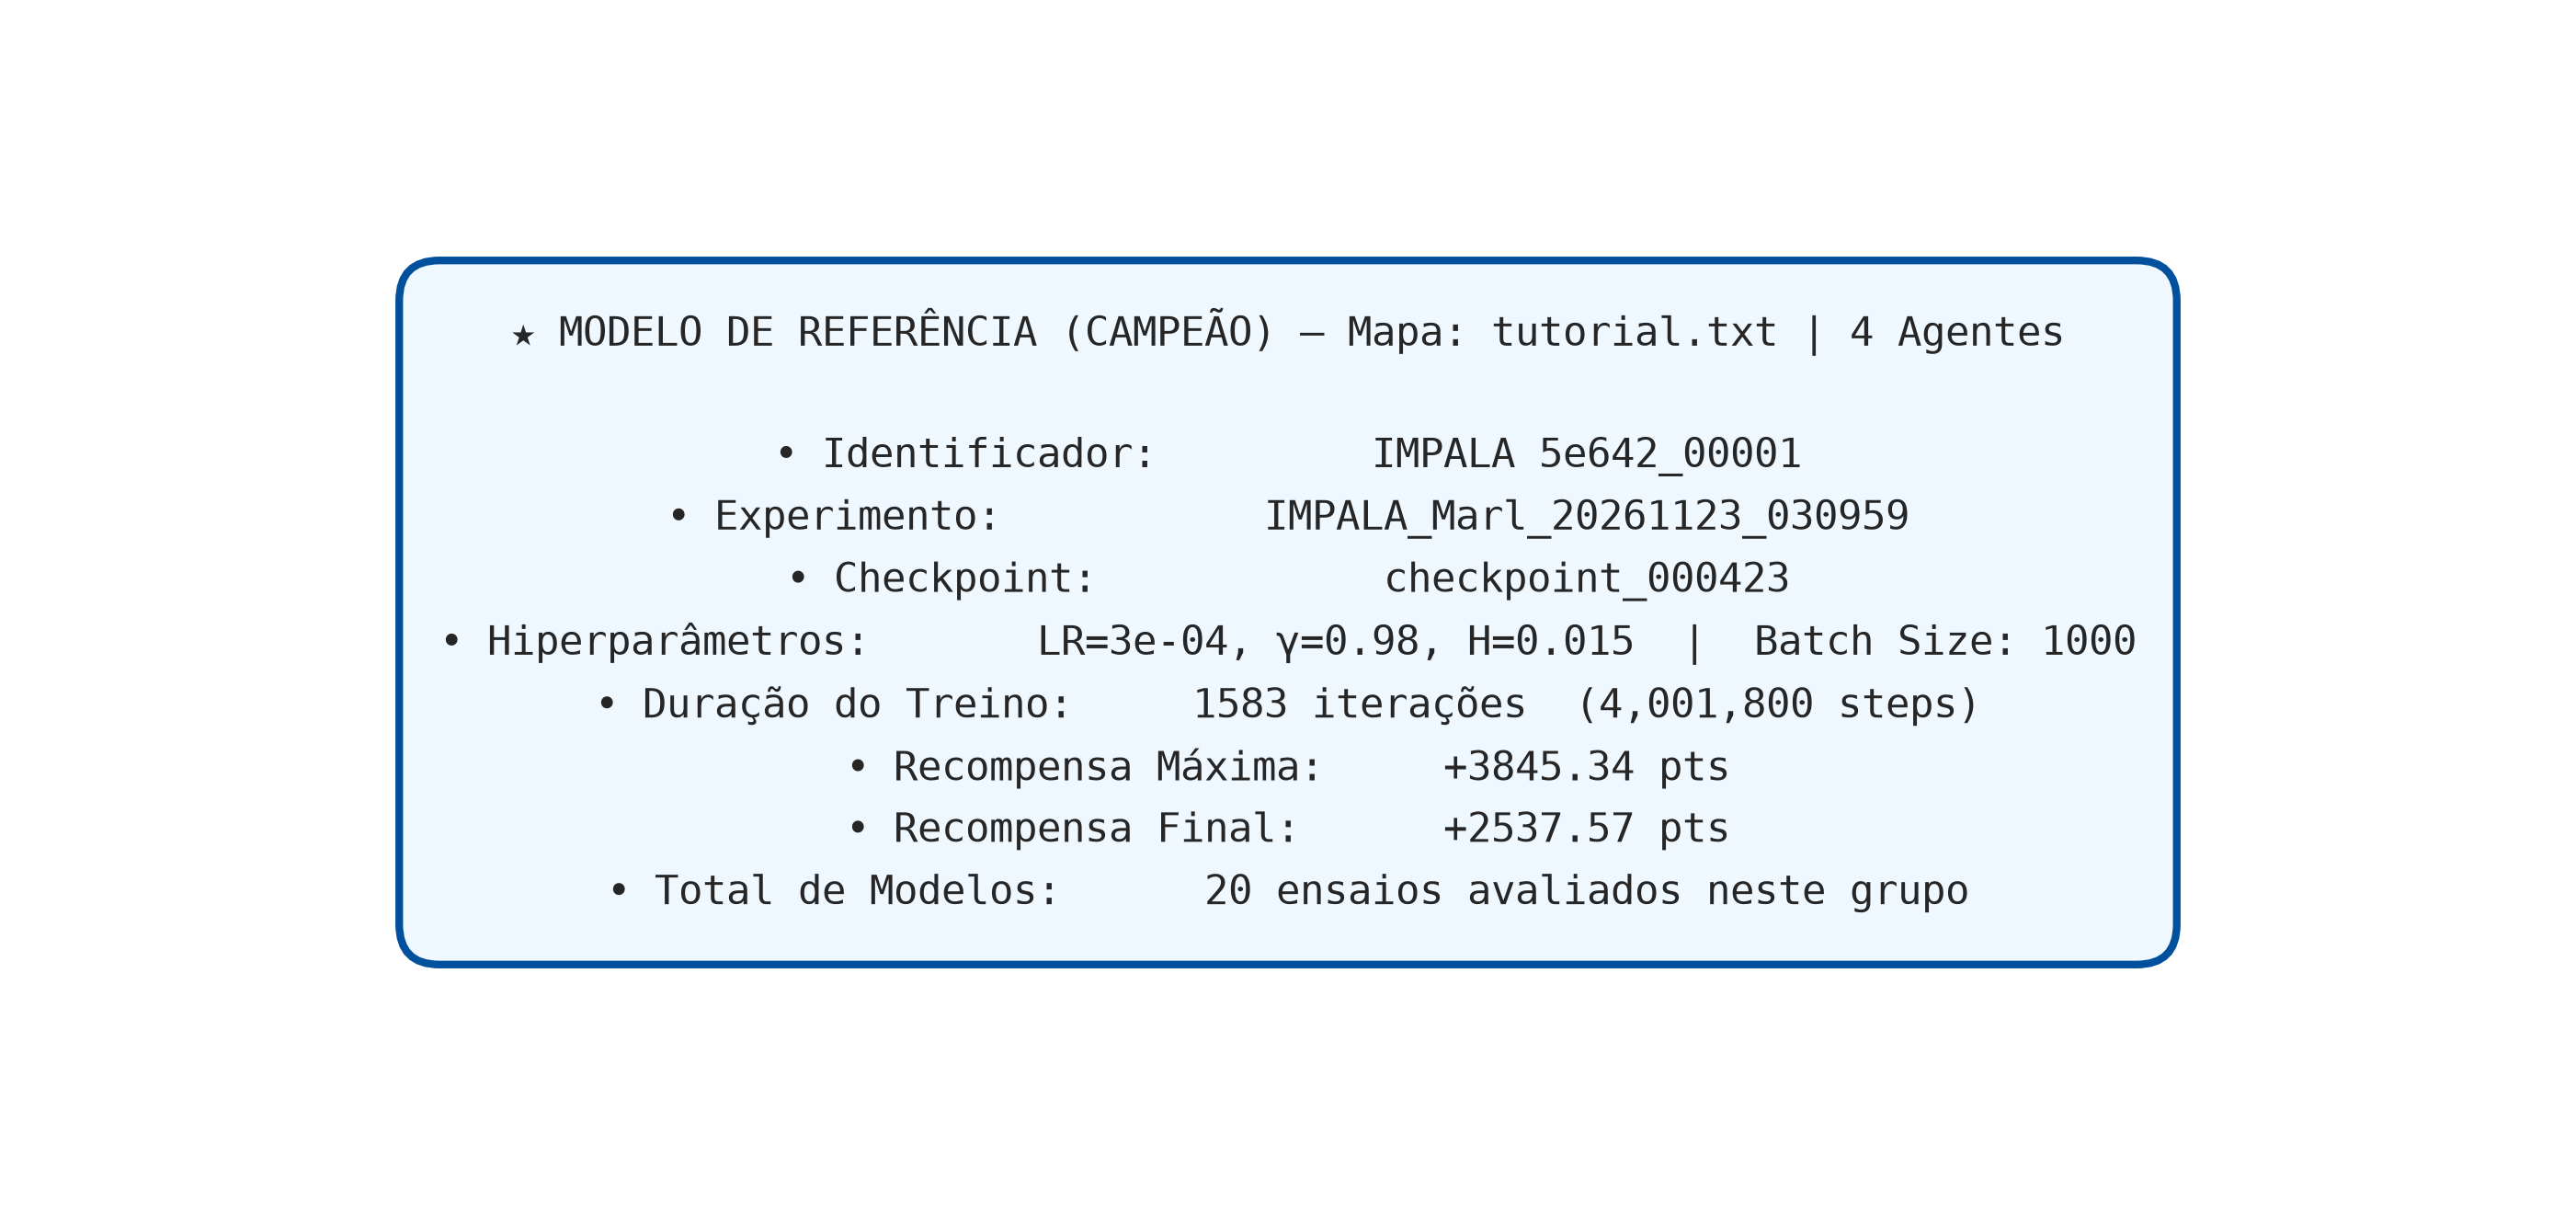 ★ MODELO DE REFERÊNCIA (CAMPEÃO) — Mapa: tutorial.txt | 4 Agentes
• Identificador: IMPALA 5e642_00001
• Experimento: IMPALA_Marl_20261123_030959
• Checkpoint: checkpoint_000423
• Hiperparâmetros: LR=3e-04, γ=0.98, H=0.015 | Batch Size: 1000
• Duração do Treino: 1583 iterações (4,001,800 steps)
• Recompensa Máxima: +3845.34 pts
• Recompensa Final: +2537.57 pts
• Total de Modelos: 20 ensaios avaliados neste grupo